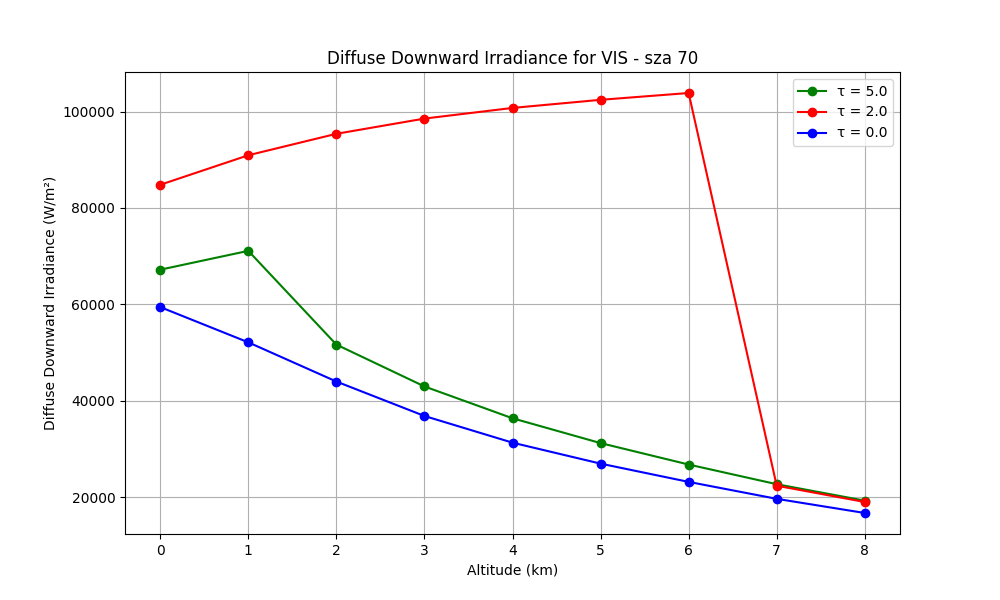 Diffuse Downward Irradiance for VIS - sza 70
τ = 5.0
τ = 2.0
τ = 0.0
100000
80000
60000
40000
20000
Diffuse Downward Irradiance (W/m²)
0 1 2 3 4 5 6 7 8
Altitude (km)